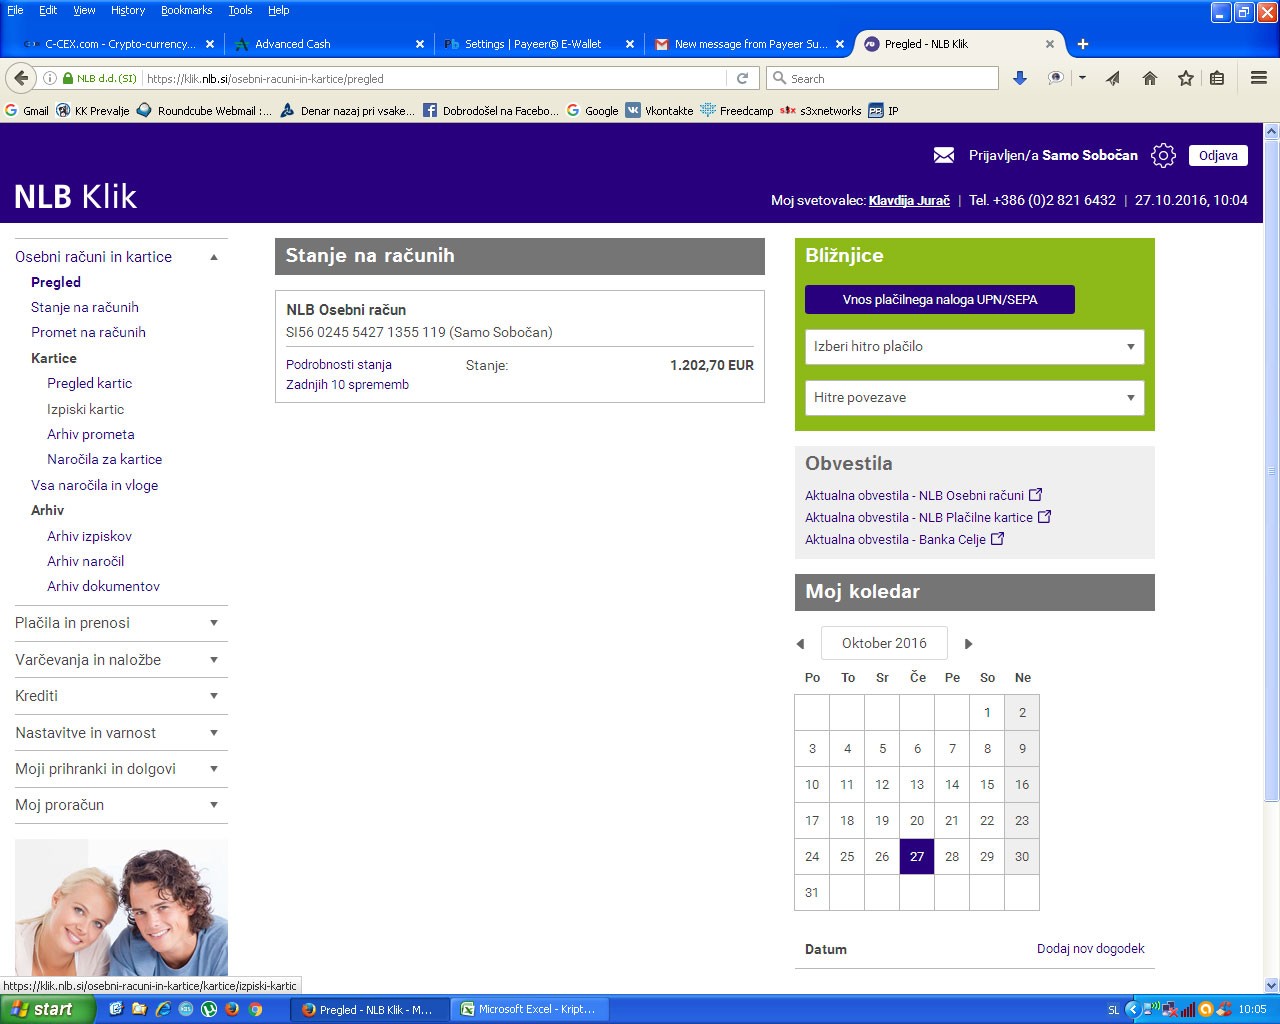 File Edit View History Bookmarks Tools Help
C-CEX.com - Crypto-currency... Advanced Cash Settings | Payeer® E-Wallet New message from Payeer Su... Pregled - NLB Klik
NLB d.d. (SI) https://klik.nlb.si/osebni-racuni-in-kartice/pregled Search
Gmail KK Prevalje Roundcube Webmail :... Denar nazaj pri vsake... Dobrodošel na Facebo... Google Vkontakte Freedcamp s3xnetworks IP
Prijavljen/a Samo Sobočan Odjava
NLB Klik
Moj svetovalec: Klavdija Jurač | Tel. +386 (0)2 821 6432 | 27.10.2016, 10:04
Osebni računi in kartice
Pregled
Stanje na računih
Promet na računih
Kartice
Pregled kartic
Izpiski kartic
Arhiv prometa
Naročila za kartice
Vsa naročila in vloge
Arhiv
Arhiv izpiskov
Arhiv naročil
Arhiv dokumentov
Plačila in prenosi
Varčevanja in naložbe
Krediti
Nastavitve in varnost
Moji prihranki in dolgovi
Moj proračun
Stanje na računih
NLB Osebni račun
SI56 0245 5427 1355 119 (Samo Sobočan)
Podrobnosti stanja Stanje: 1.202,70 EUR
Zadnjih 10 sprememb
Bližnjice
Vnos plačilnega naloga UPN/SEPA
Izberi hitro plačilo
Hitre povezave
Obvestila
Aktualna obvestila - NLB Osebni računi
Aktualna obvestila - NLB Plačilne kartice
Aktualna obvestila - Banka Celje
Moj koledar
Oktober 2016
Po To Sr Če Pe So Ne
1 2
3 4 5 6 7 8 9
10 11 12 13 14 15 16
17 18 19 20 21 22 23
24 25 26 27 28 29 30
31
Datum Dodaj nov dogodek
https://klik.nlb.si/osebni-racuni-in-kartice/kartice/izpiski-kartic
start Pregled - NLB Klik - M... Microsoft Excel - Kript... SL 10:05